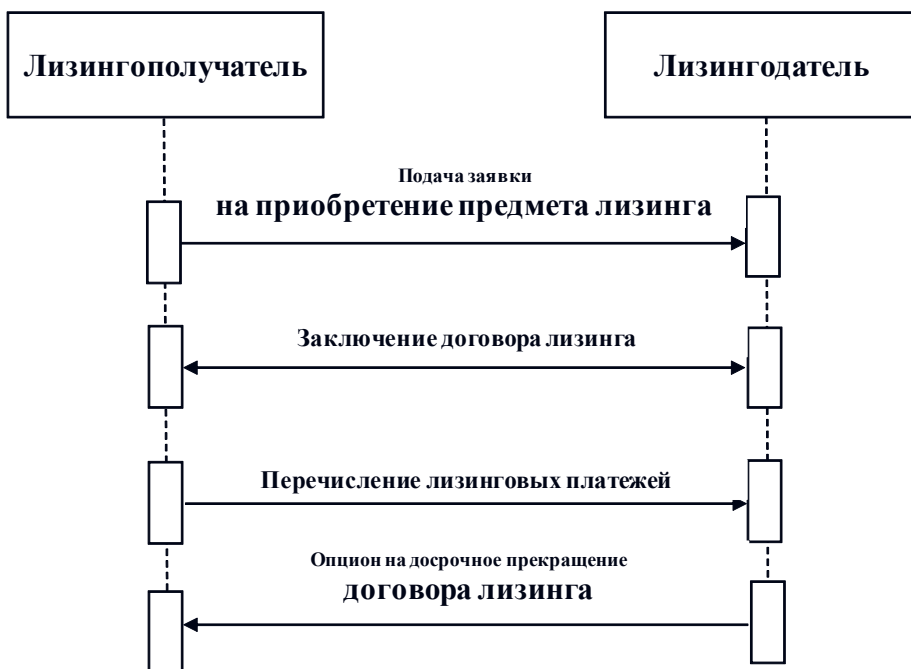 Лизингополучатель
Лизингодатель
Подача заявки
на приобретение предмета лизинга
Заключение договора лизинга
Перечисление лизинговых платежей
Опцион на досрочное прекращение
договора лизинга